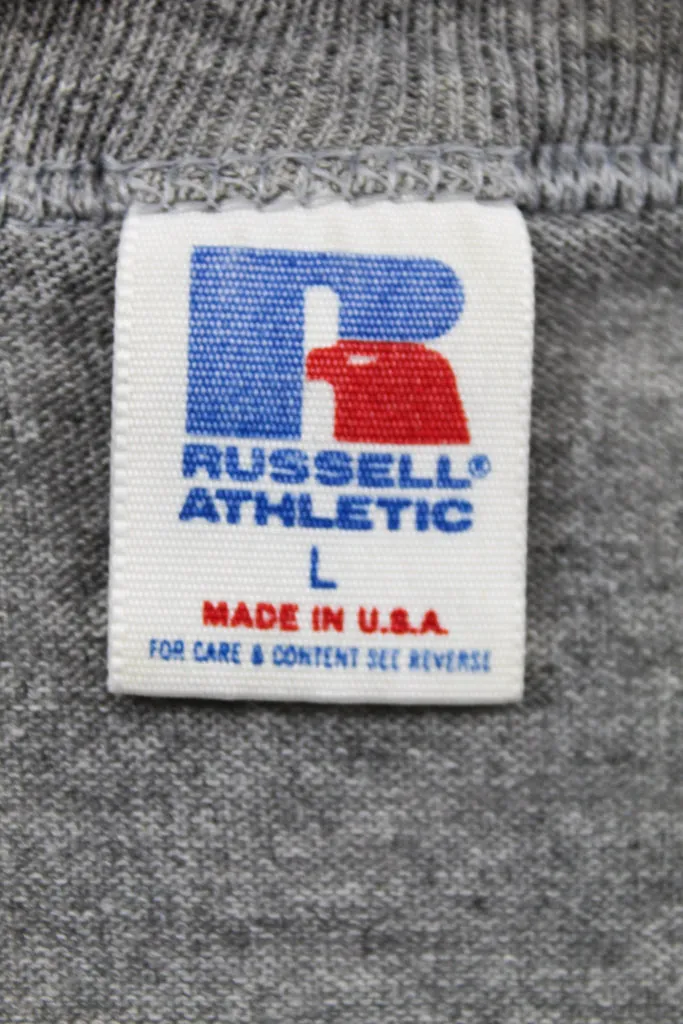 RUSSELL®
ATHLETIC
L
MADE IN U.S.A.
FOR CARE & CONTENT SEE REVERSE